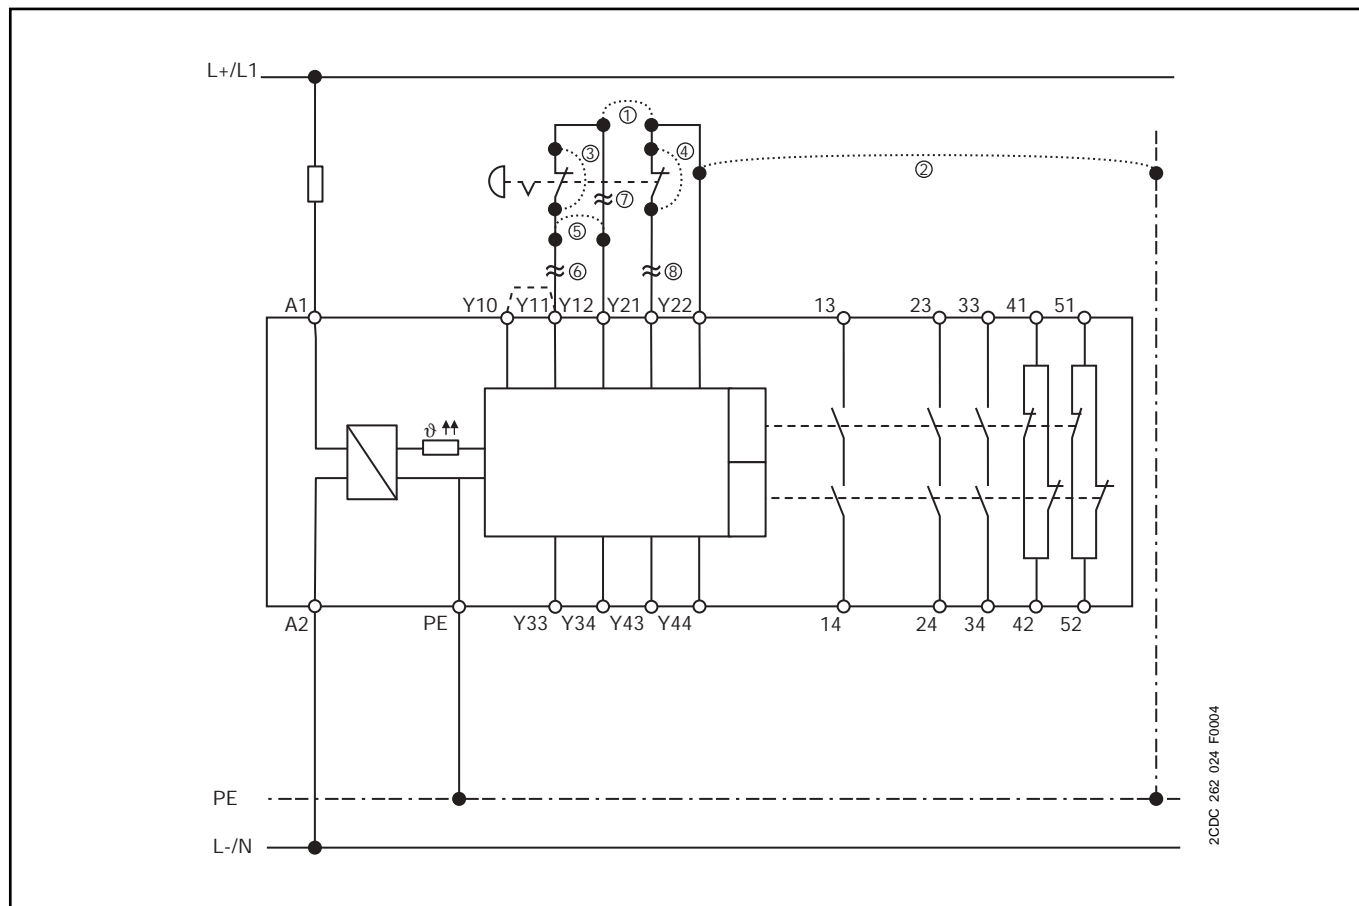 L+/L1
①
③
④
②
⑦
⑤
⑥
⑧
A1
Y10
Y11
Y12
Y21
Y22
13
23
33
41
51
ϑ
A2
PE
Y33
Y34
Y43
Y44
14
24
34
42
52
PE
L-/N
2CDC 262 024 F0004